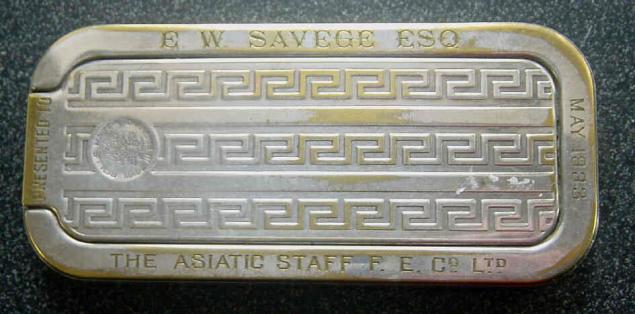 PRESENTED TO
E W SAVEGE ESQ
MAY 1933
THE ASIATIC STAFF F. E. CO LTD